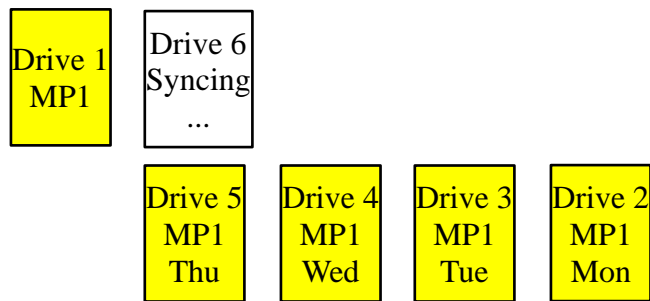 Drive 1
MP1
Drive 6
Syncing
...
Drive 5
MP1
Thu
Drive 4
MP1
Wed
Drive 3
MP1
Tue
Drive 2
MP1
Mon